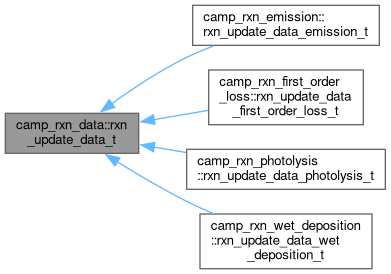 camp_rxn_emission::
rxn_update_data_emission_t
camp_rxn_first_order
_loss::rxn_update_data
_first_order_loss_t
camp_rxn_data::rxn
_update_data_t
camp_rxn_photolysis
::rxn_update_data_photolysis_t
camp_rxn_wet_deposition
::rxn_update_data_wet
_deposition_t